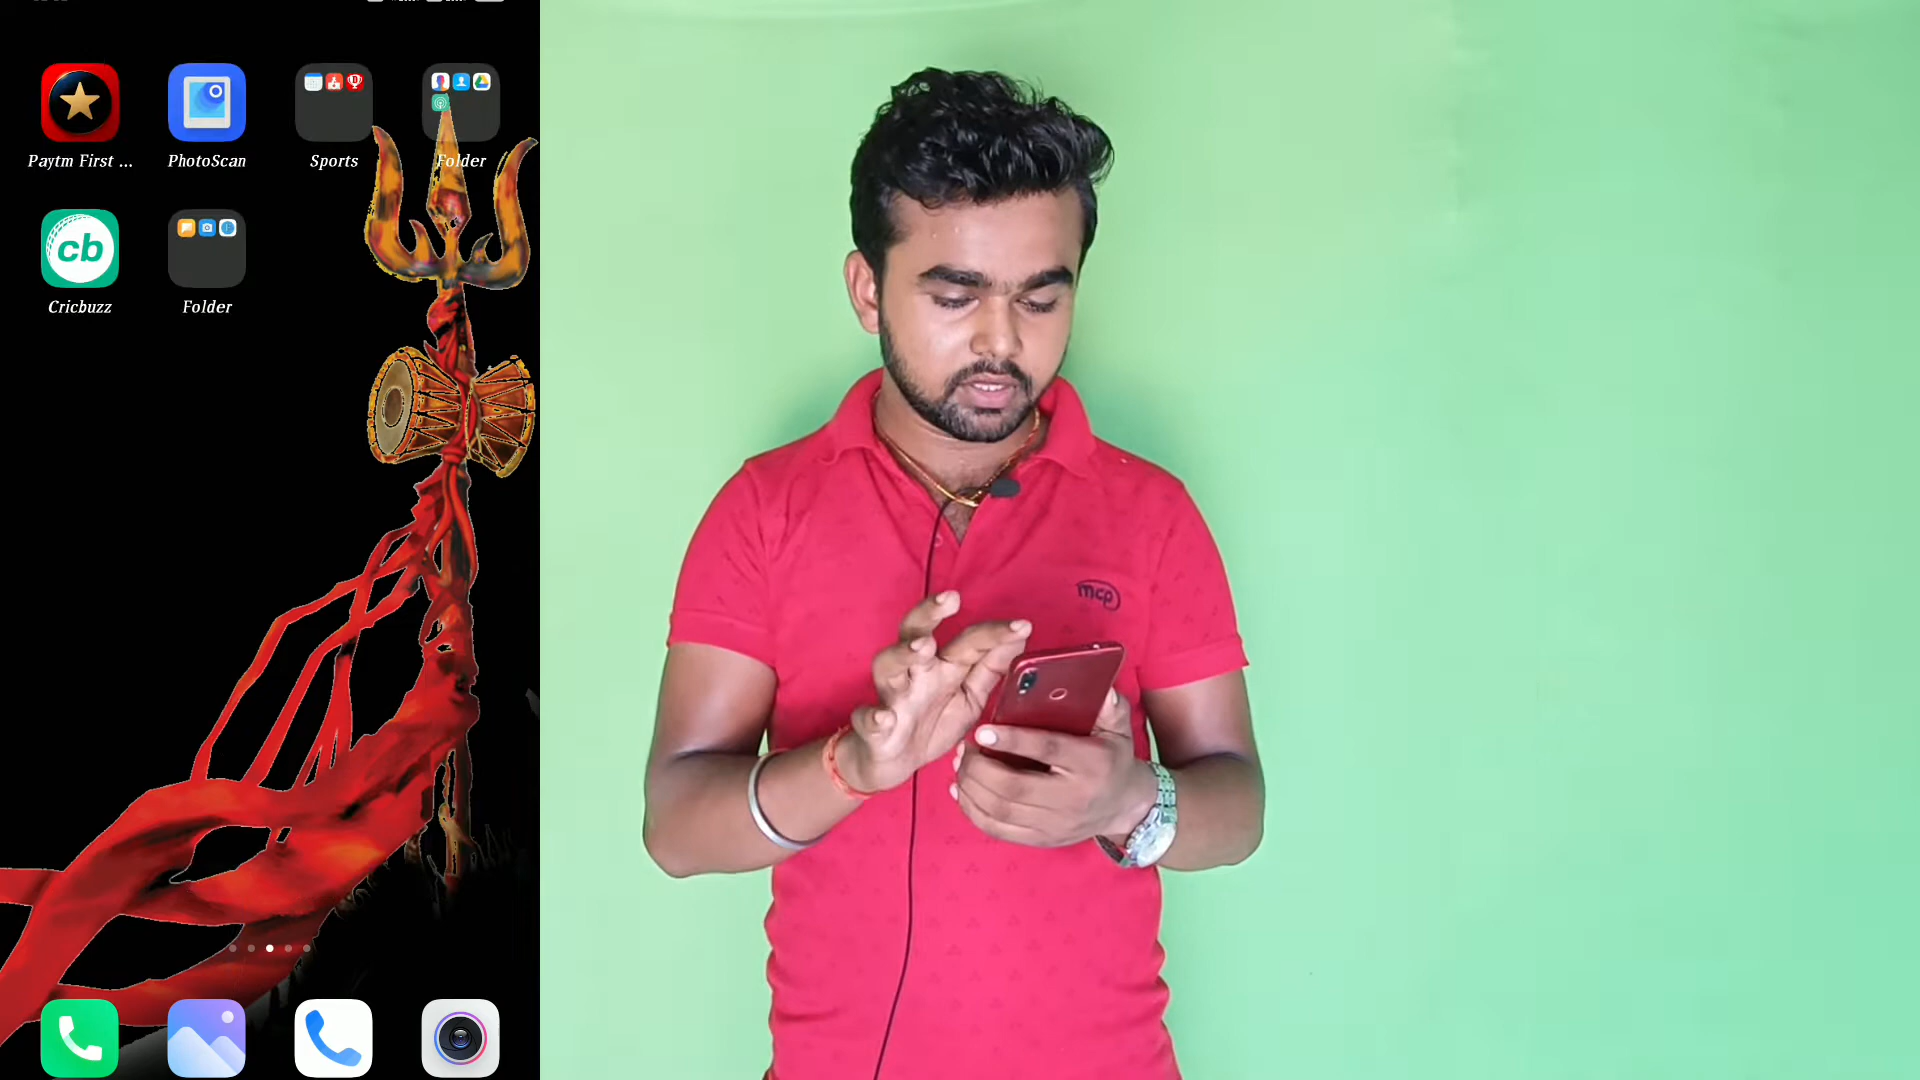 Paytm First ...
PhotoScan
Sports
Folder
cb
Cricbuzz
Folder
mcp